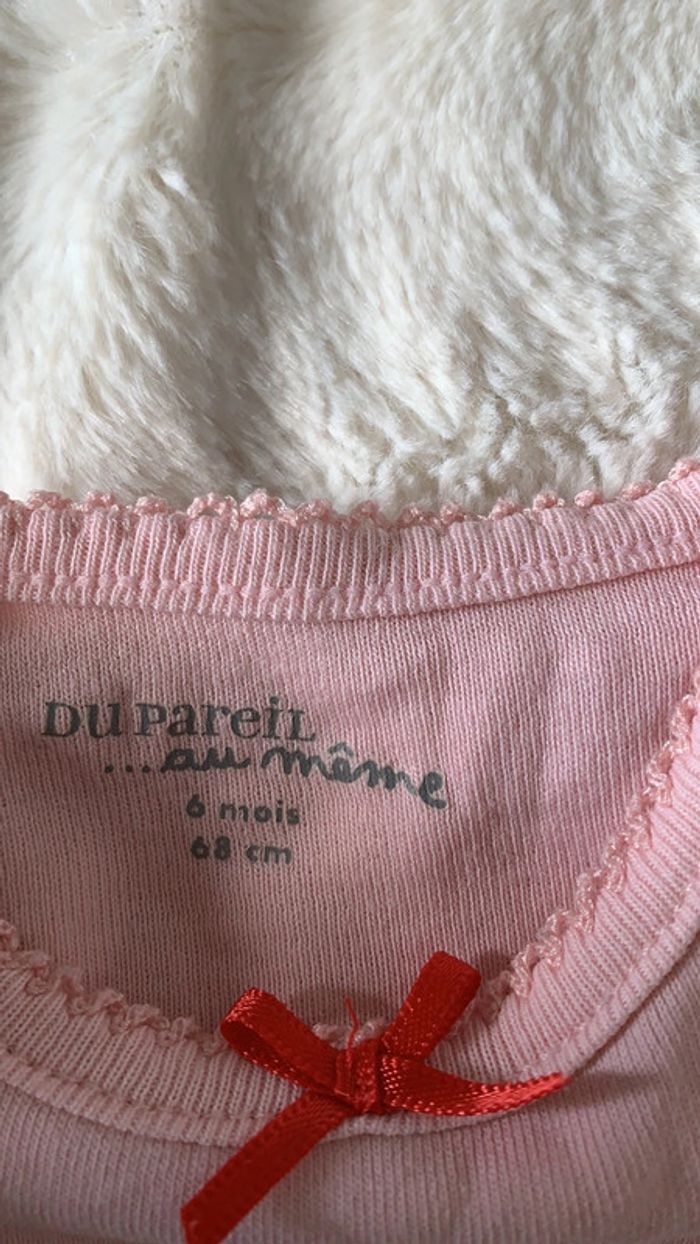 DU PAREIL
...au même
6 mois
68 cm